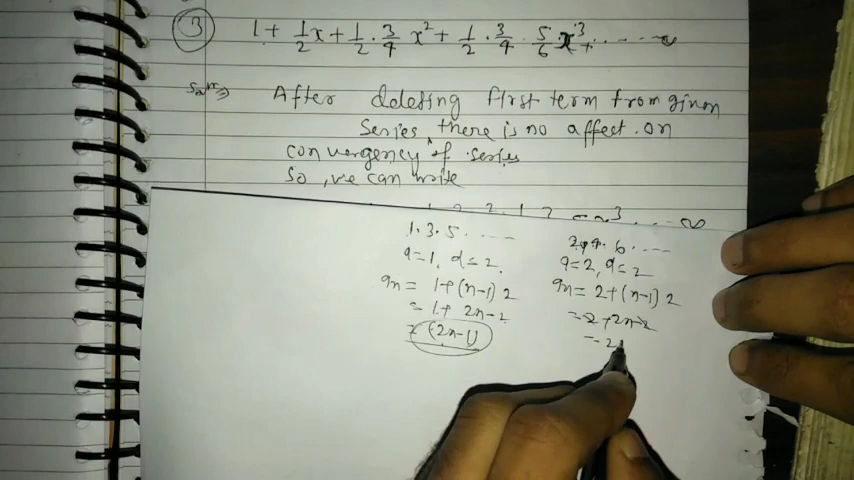 ③ 1 + 1/2 x + 1/2 · 3/4 x² + 1/2 · 3/4 · 5/6 x³ + ..... ∞
After deleting first term from given
series, there is no affect on
convergency of series
So, we can write
1·3·5.....
a=1, d=2.
an = 1+(n-1) 2
= 1+ 2n-2
= (2n-1)
2·4·6.....
a=2, d=2
an = 2+(n-1) 2
= 2+2n-2
= 2